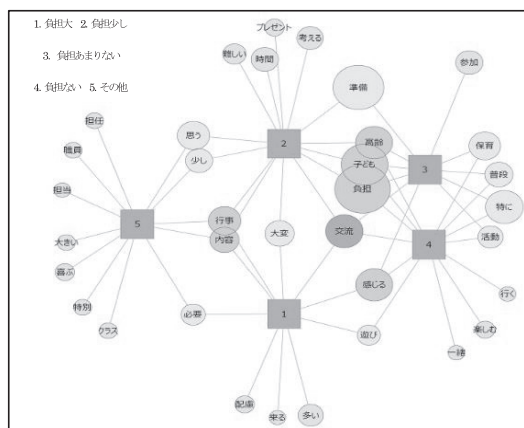 1. 負担大 2. 負担少し
3. 負担あまりない
4. 負担ない 5. その他
プレゼント
考える
難しい
時間
参加
準備
担任
思う
2
高齢
保育
職員
少し
子ども
3
普段
担当
負担
特に
行事
5
大変
交流
活動
大きい
内容
4
喜ぶ
感じる
行く
特別
必要
1
クラス
遊び
楽しむ
一緒
配慮
来る
多い